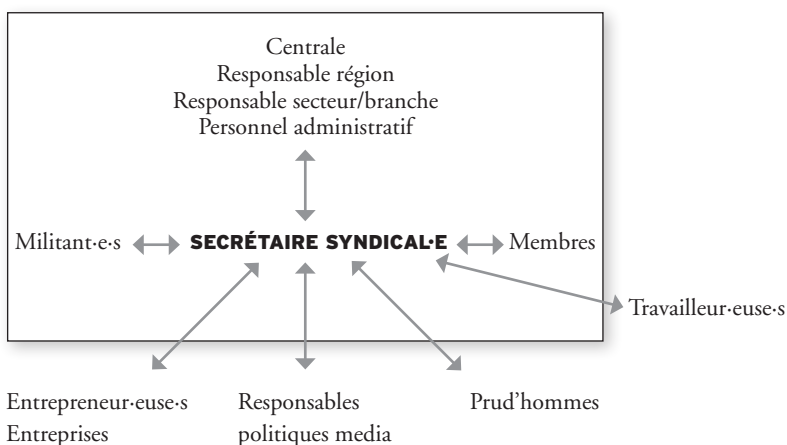 Centrale
Responsable région
Responsable secteur/branche
Personnel administratif
Militant·e·s SECRÉTAIRE SYNDICAL·E Membres
Travailleur·euse·s
Entrepreneur·euse·s Responsables Prud’hommes
Entreprises politiques media